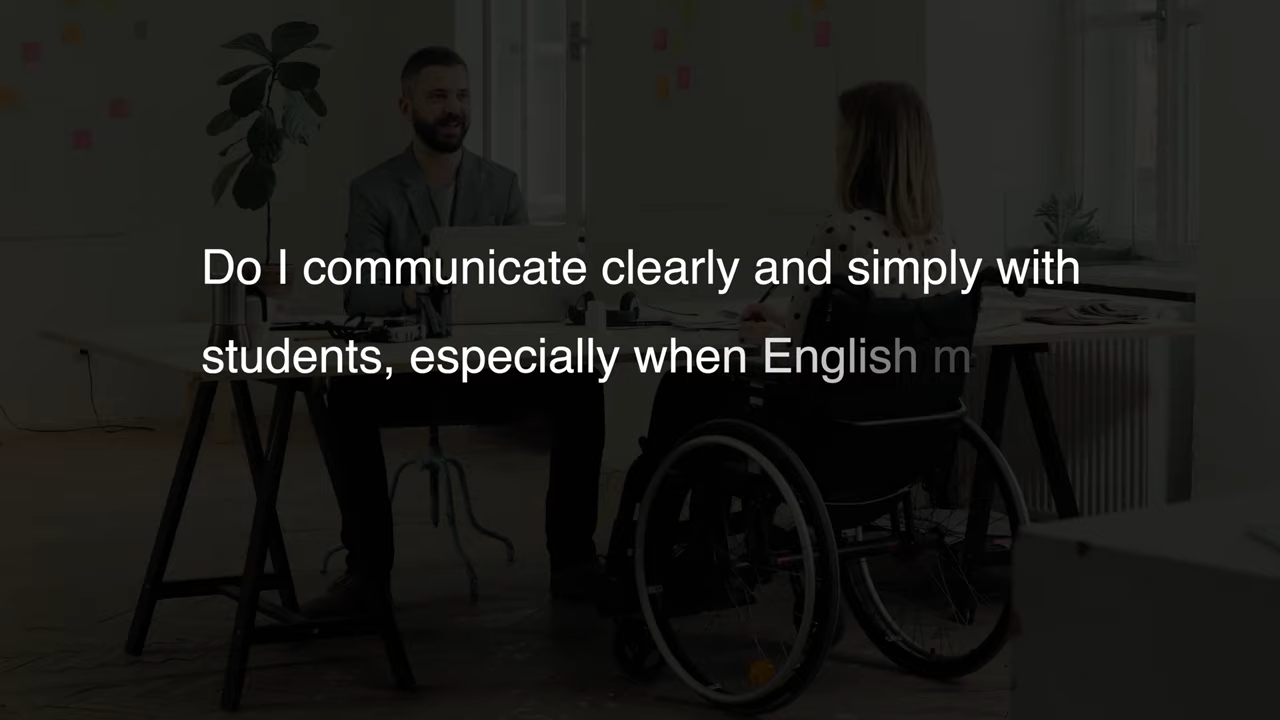 Do I communicate clearly and simply with
students, especially when English m